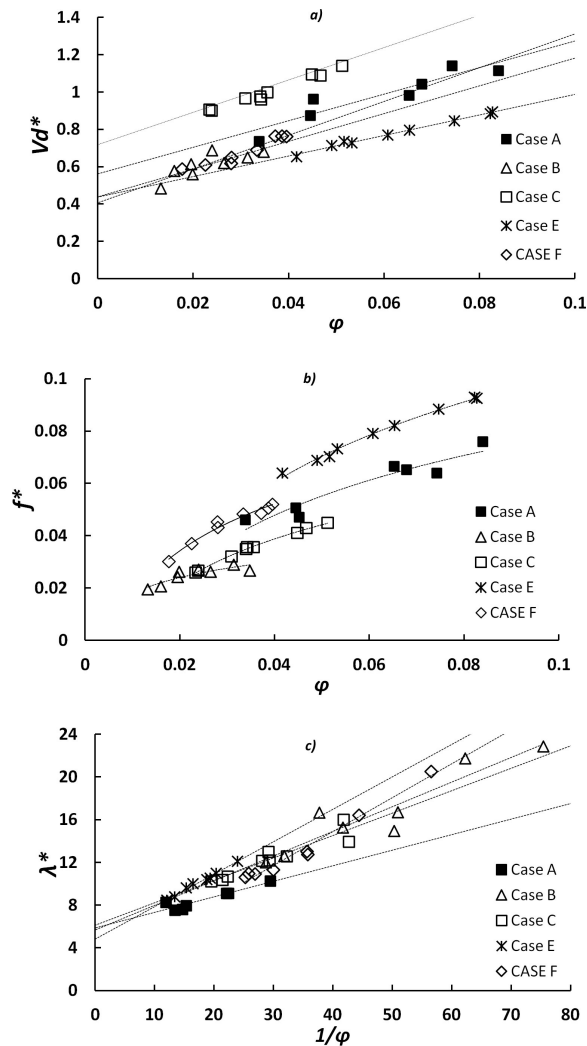 a)
1.4
1.2
1
0.8
0.6
0.4
0.2
0
Vd*
0 0.02 0.04 0.06 0.08 0.1
φ
Case A
Case B
Case C
Case E
CASE F
b)
0.1
0.08
0.06
0.04
0.02
0
f*
0 0.02 0.04 0.06 0.08 0.1
φ
Case A
Case B
Case C
Case E
CASE F
c)
24
20
16
12
8
4
0
λ*
0 10 20 30 40 50 60 70 80
1/φ
Case A
Case B
Case C
Case E
CASE F